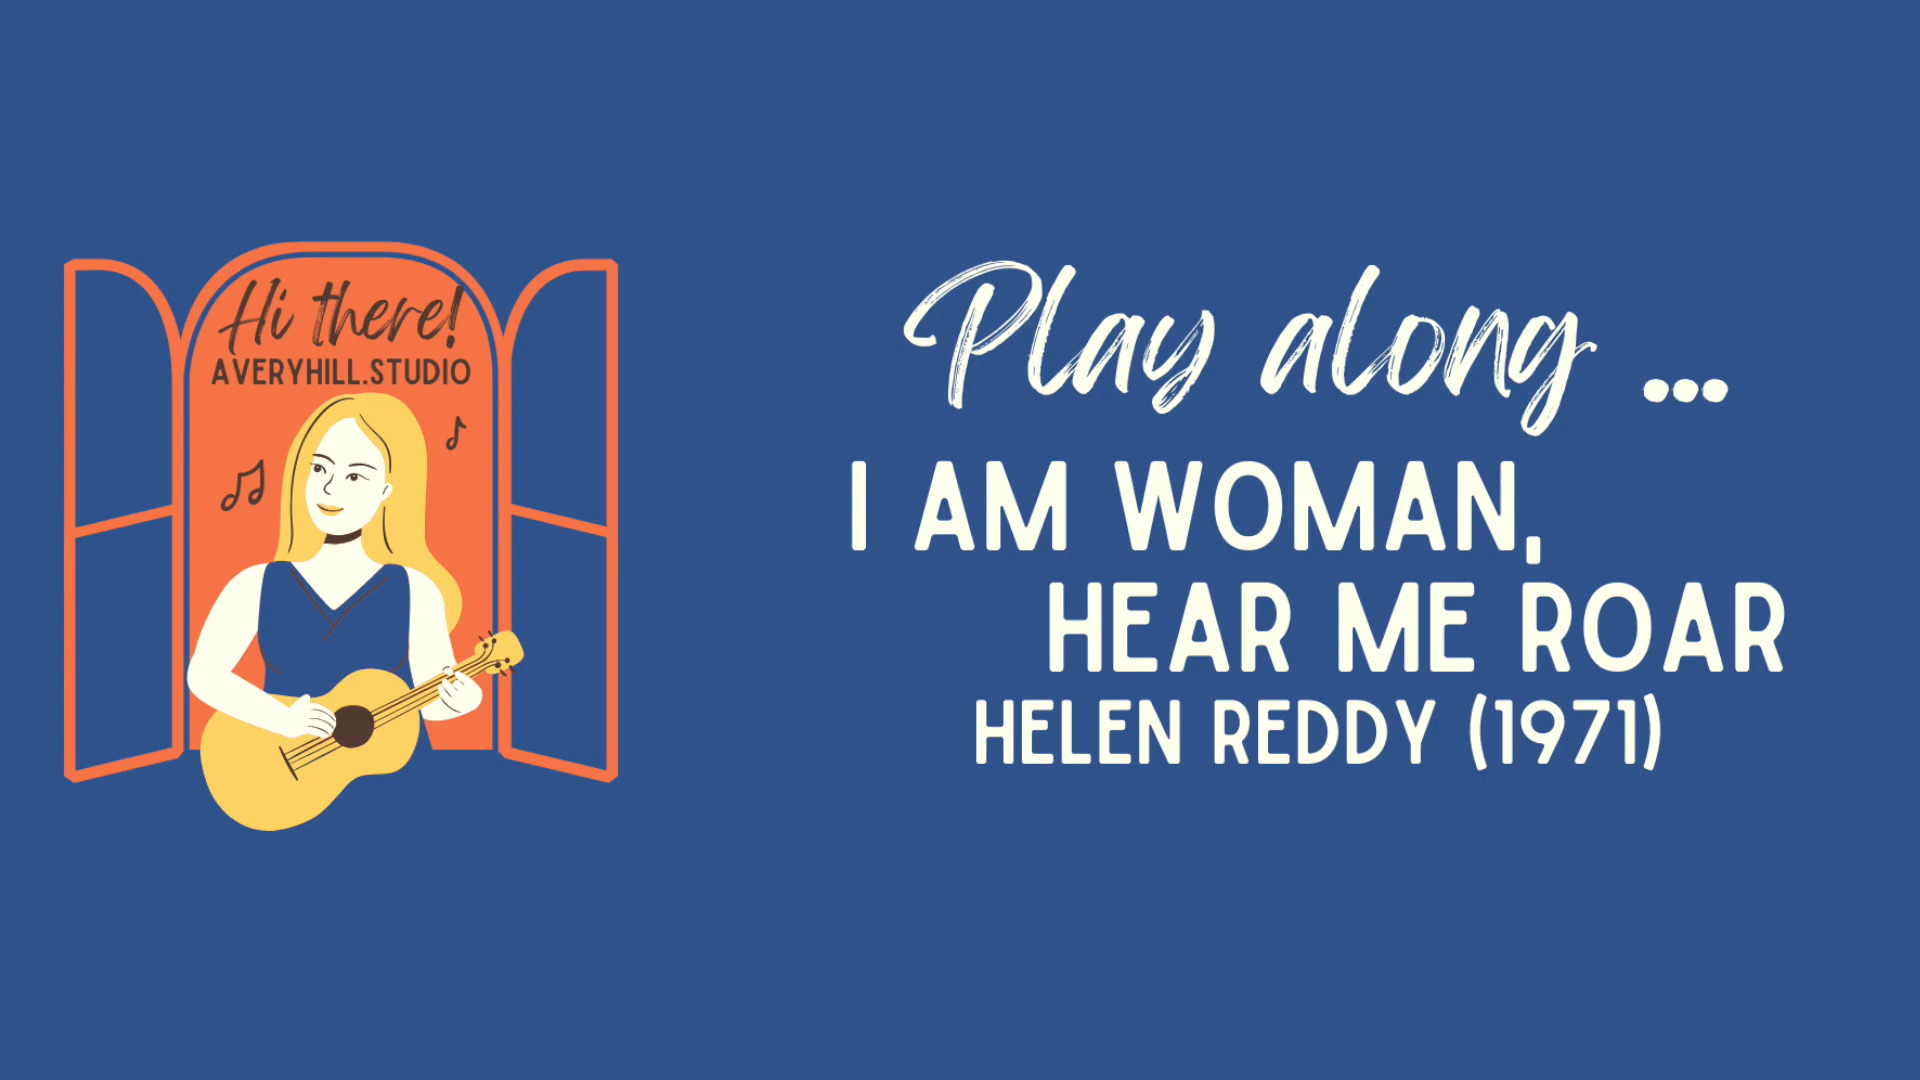 Hi there!
AVERYHILL.STUDIO
Play along ...
I AM WOMAN,
HEAR ME ROAR
HELEN REDDY (1971)